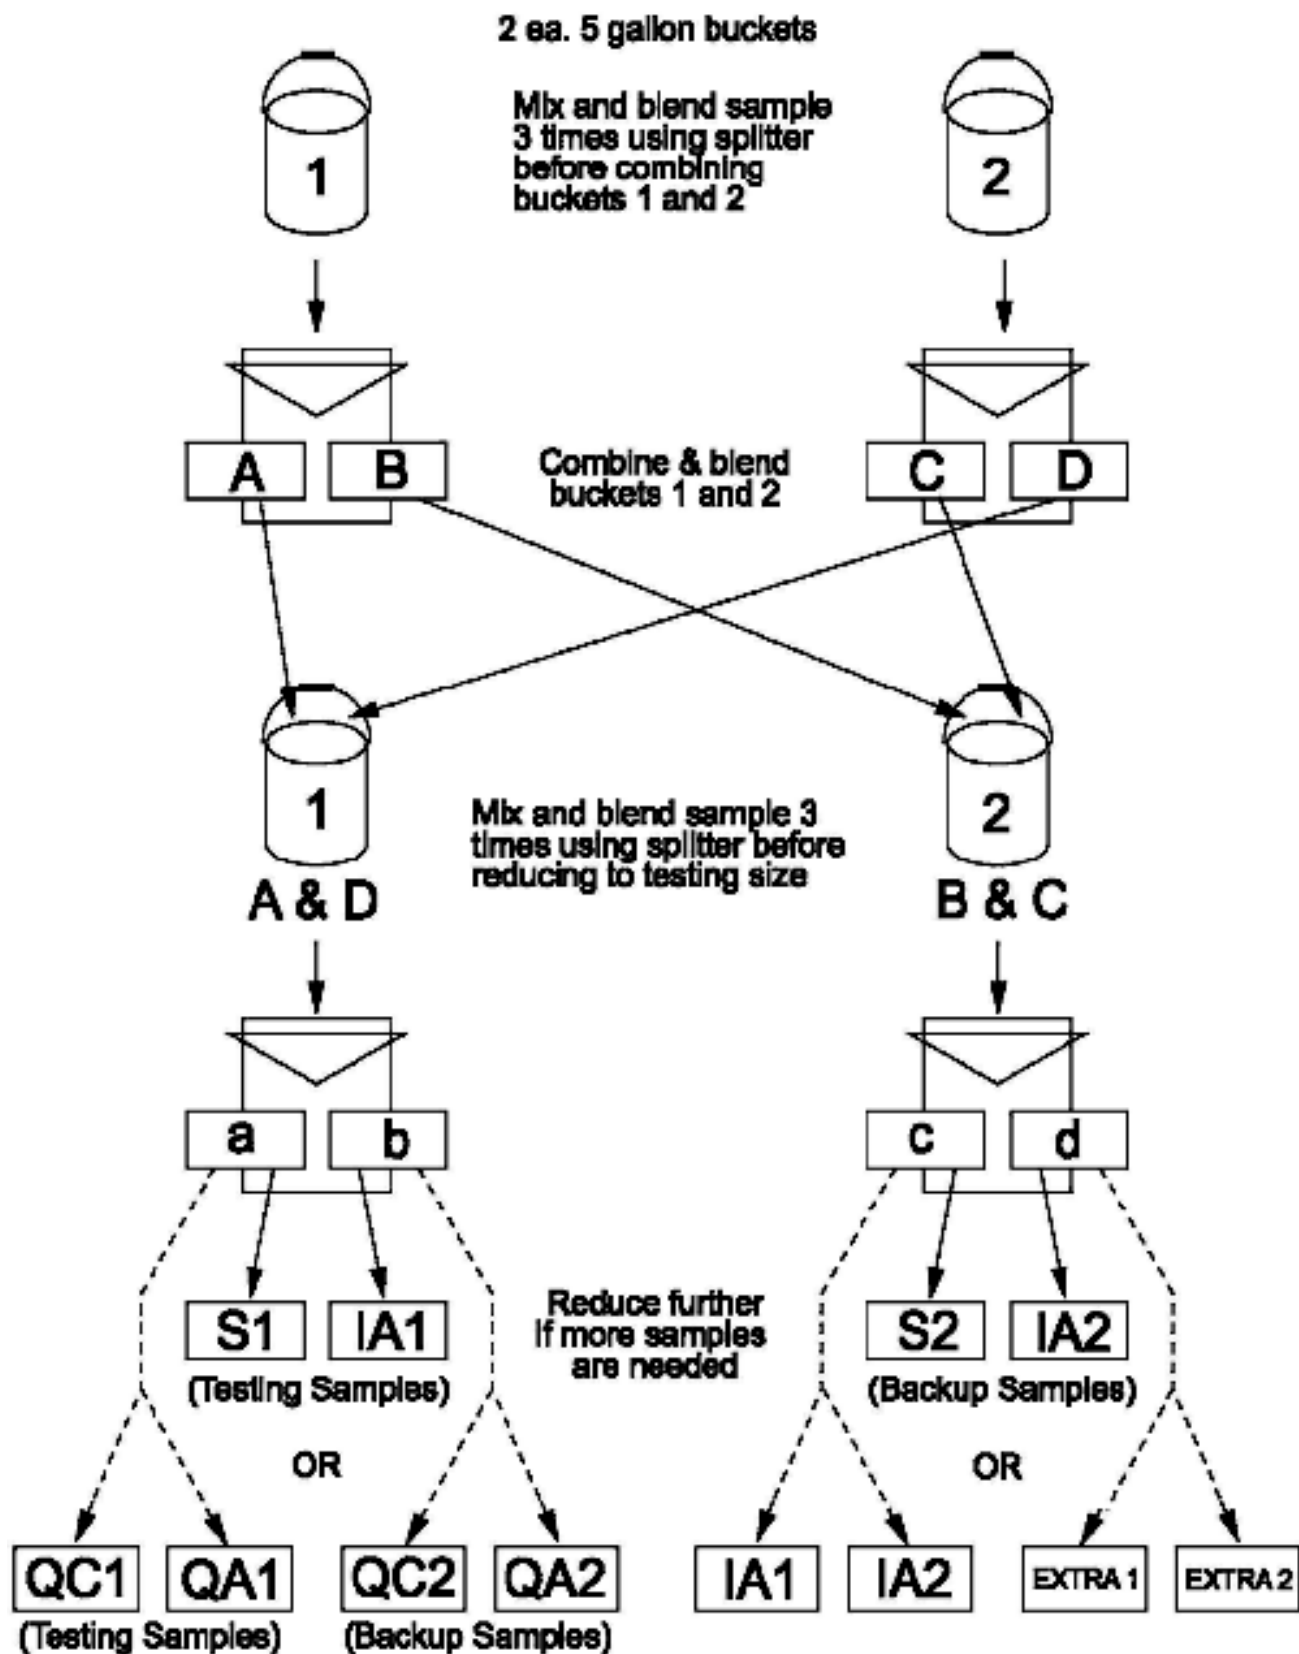 2 ea. 5 gallon buckets
Mix and blend sample
3 times using splitter
before combining
buckets 1 and 2
1
2
A
B
Combine & blend
buckets 1 and 2
C
D
1
2
Mix and blend sample 3
times using splitter before
reducing to testing size
A & D
B & C
a
b
c
d
S1
IA1
(Testing Samples)
Reduce further
If more samples
are needed
S2
IA2
(Backup Samples)
OR
OR
QC1
QA1
QC2
QA2
IA1
IA2
EXTRA 1
EXTRA 2
(Testing Samples)
(Backup Samples)